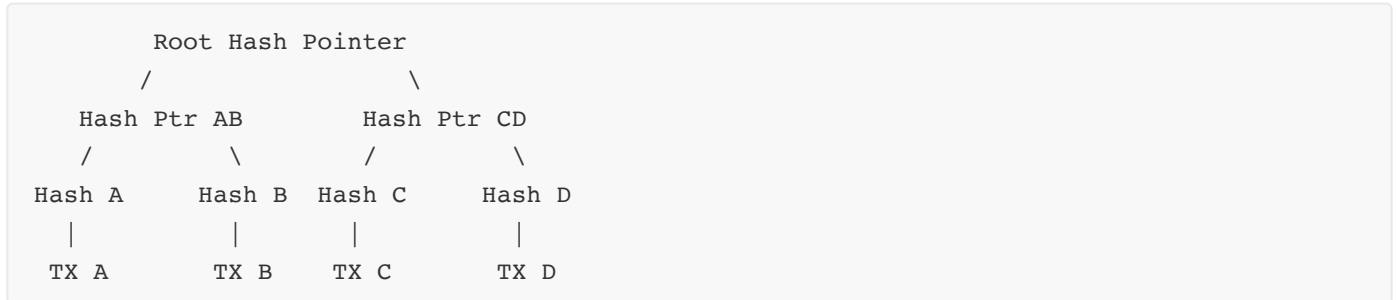 Root Hash Pointer
/ \
Hash Ptr AB Hash Ptr CD
/ \ / \
Hash A Hash B Hash C Hash D
| | | |
TX A TX B TX C TX D